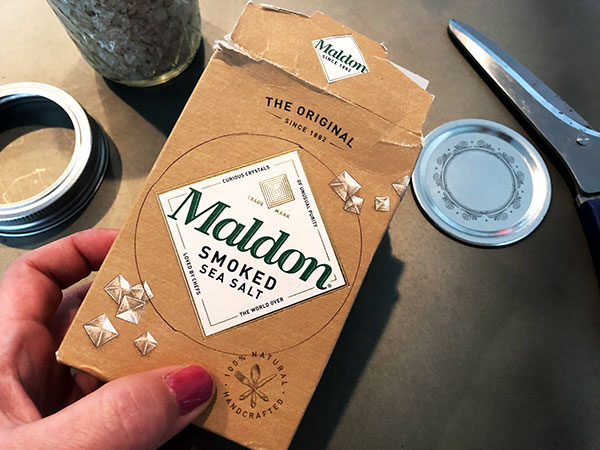 Maldon
SINCE 1882
THE ORIGINAL
SINCE 1882
CURIOUS CRYSTALS
OF UNUSUAL PURITY
TRADE MARK
Maldon®
SMOKED
SEA SALT
LOVED BY CHEFS
THE WORLD OVER
100% NATURAL
HANDCRAFTED